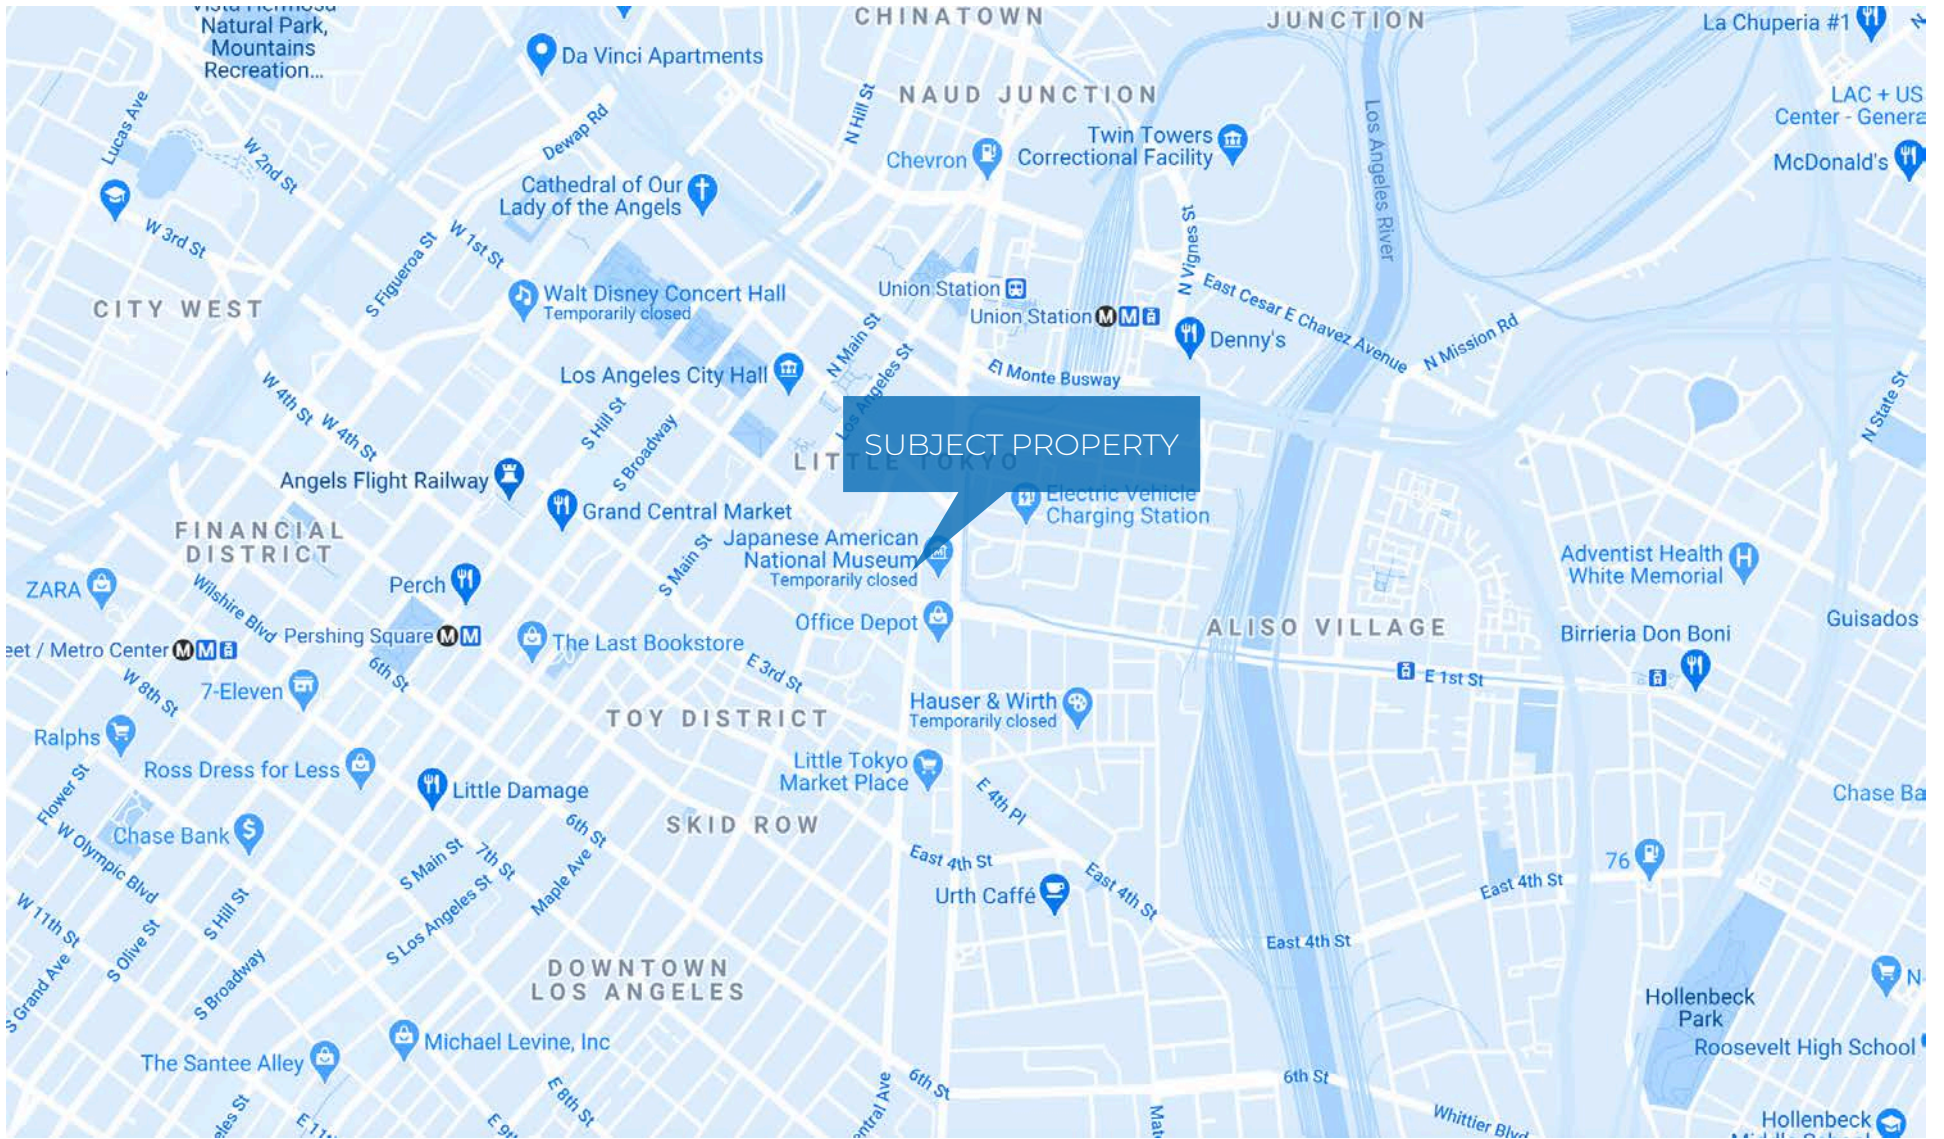 Vista Hermosa
Natural Park,
Mountains
Recreation...
Da Vinci Apartments
CHINATOWN
JUNCTION
La Chuperia #1
NAUD JUNCTION
Lucas Ave
W 2nd St
Dewap Rd
N Hill St
Chevron
Twin Towers
Correctional Facility
Los Angeles River
LAC + US
Center - Genera
McDonald's
Cathedral of Our
Lady of the Angels
W 3rd St
S Figueroa St
W 1st St
N Vignes St
CITY WEST
Walt Disney Concert Hall
Temporarily closed
Union Station
Union Station M M
East Cesar E Chavez Avenue
N Mission Rd
Denny's
N Main St
Los Angeles St
El Monte Busway
Los Angeles City Hall
W 4th St
W 4th St
S Hill St
S Broadway
N State St
SUBJECT PROPERTY
LITTLE TOKYO
Angels Flight Railway
Grand Central Market
Electric Vehicle
Charging Station
FINANCIAL
DISTRICT
S Main St
Japanese American
National Museum
Temporarily closed
Adventist Health
White Memorial
ZARA
Wilshire Blvd
Perch
Office Depot
ALISO VILLAGE
Guisados
Birrieria Don Boni
eet / Metro Center M M
Pershing Square M M
The Last Bookstore
6th St
E 3rd St
E 1st St
W 8th St
7-Eleven
TOY DISTRICT
Hauser & Wirth
Temporarily closed
Ralphs
Ross Dress for Less
Little Damage
Little Tokyo
Market Place
E 4th Pl
Chase Ba
Flower St
W Olympic Blvd
Chase Bank
6th St
SKID ROW
S Main St
7th St
Maple Ave
East 4th St
East 4th St
East 4th St
76
Urth Caffé
W 11th St
S Hill St
S Olive St
S Los Angeles St
East 4th St
S Grand Ave
S Broadway
DOWNTOWN
LOS ANGELES
N-
Hollenbeck
Park
Roosevelt High School
The Santee Alley
Michael Levine, Inc
6th St
6th St
E 8th St
entral Ave
Mat
Whittier Blvd
eles St
E 11
E 9th
Hollenbeck